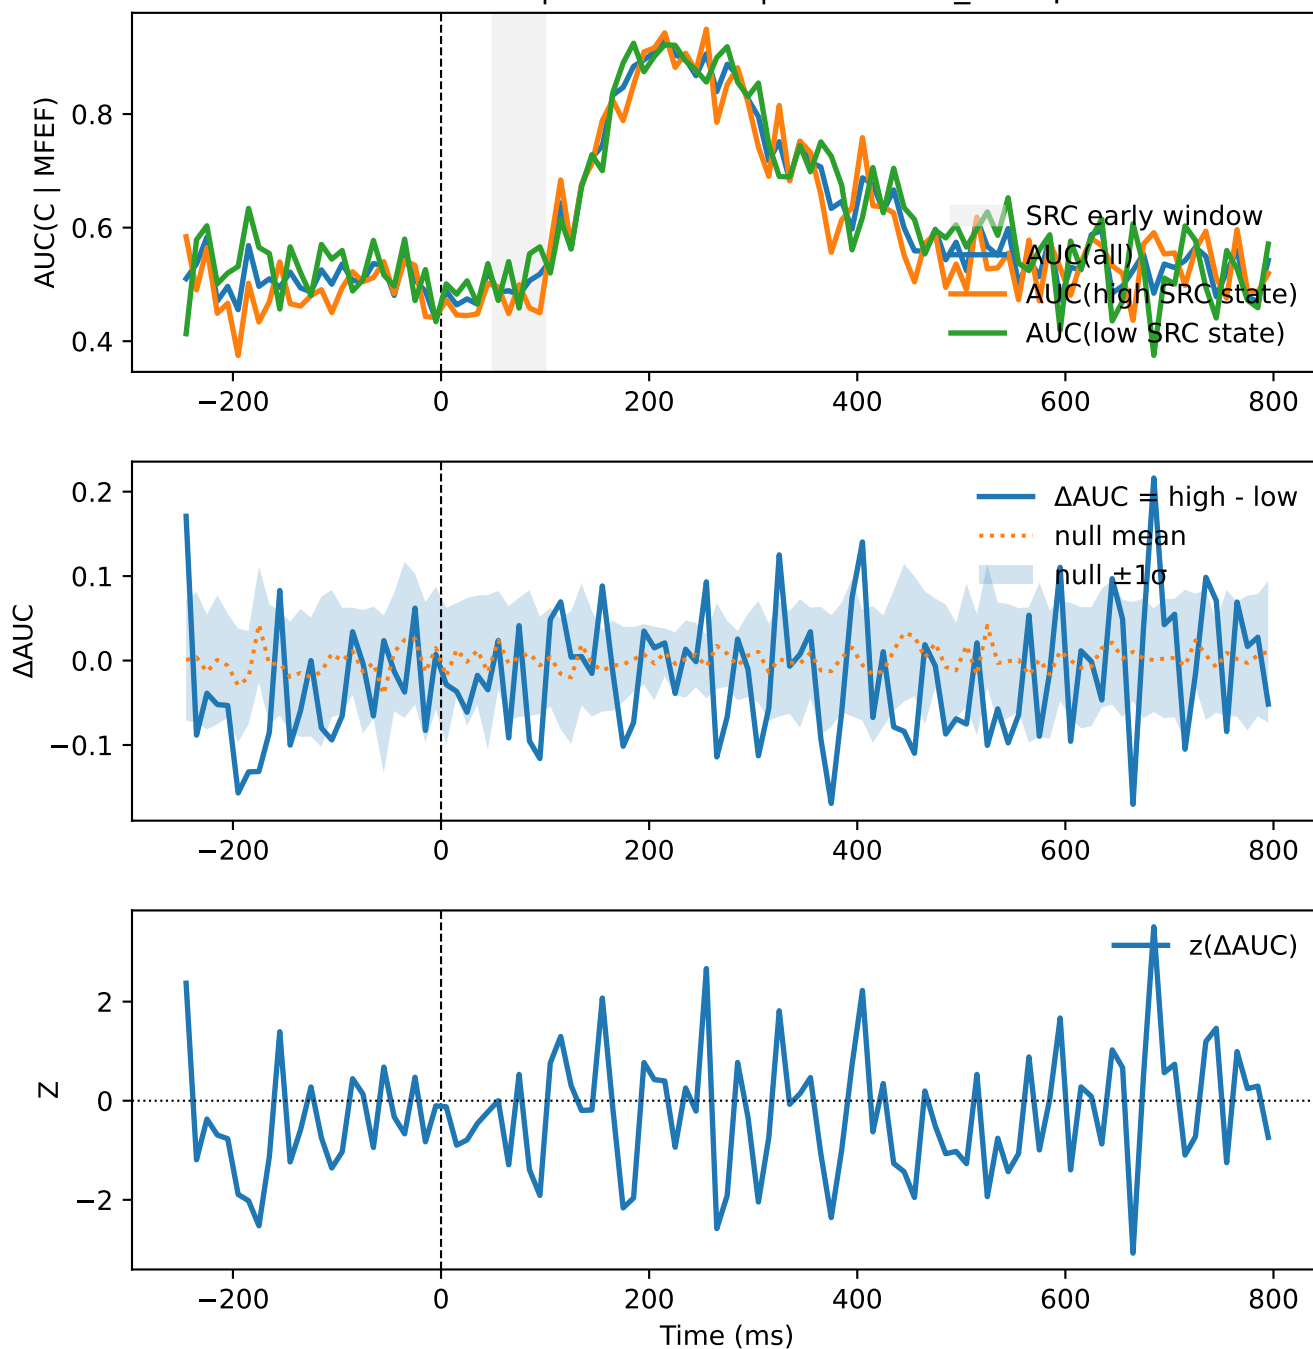 AUC(C | MFEF)
0.8
0.6
0.4
SRC early window
AUC(all)
AUC(high SRC state)
AUC(low SRC state)
−200 0 200 400 600 800
ΔAUC
0.2
0.1
0.0
−0.1
ΔAUC = high - low
null mean
null ±1σ
−200 0 200 400 600 800
Z
2
0
−2
z(ΔAUC)
−200 0 200 400 600 800
Time (ms)